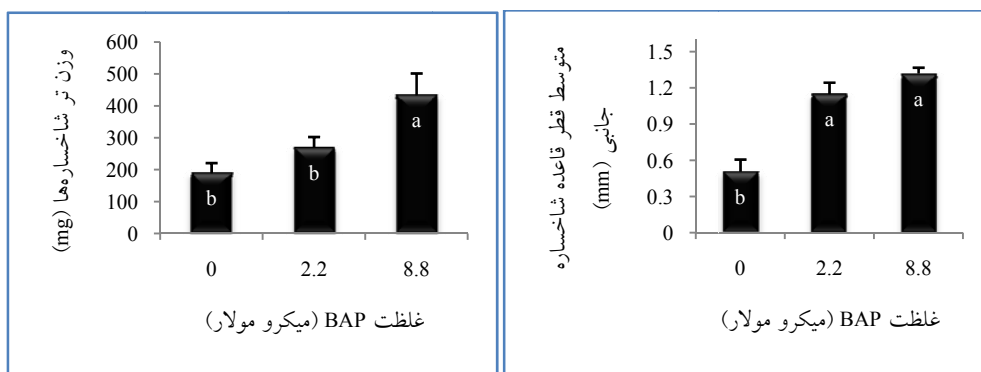 600
500
400
300
200
100
0
وزن تر شاخساره‌ها (mg)
b
b
a
0
2.2
8.8
غلظت BAP (میکرو مولار)
1.5
1.2
0.9
0.6
0.3
0
متوسط قطر قاعده شاخساره
جانبی (mm)
b
a
a
0
2.2
8.8
غلظت BAP (میکرو مولار)